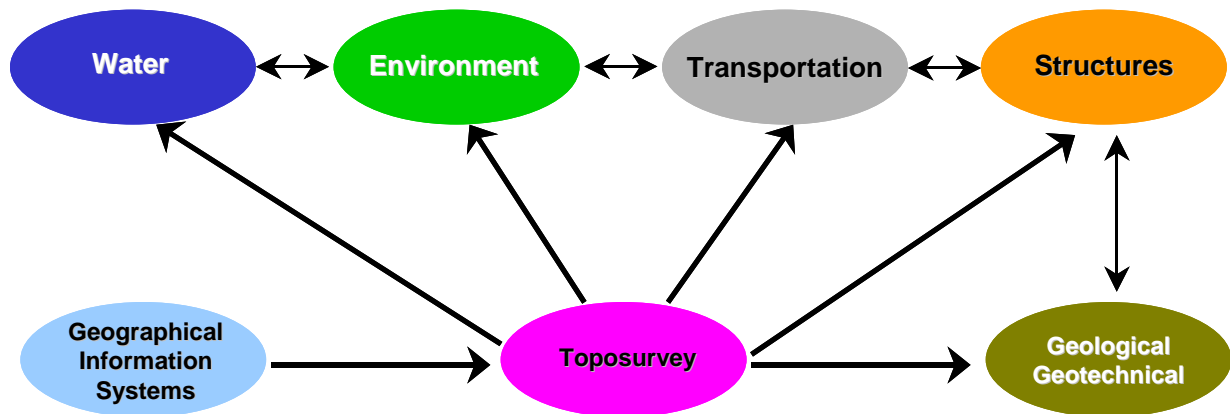 Water
Environment
Transportation
Structures
Geographical
Information
Systems
Toposurvey
Geological
Geotechnical